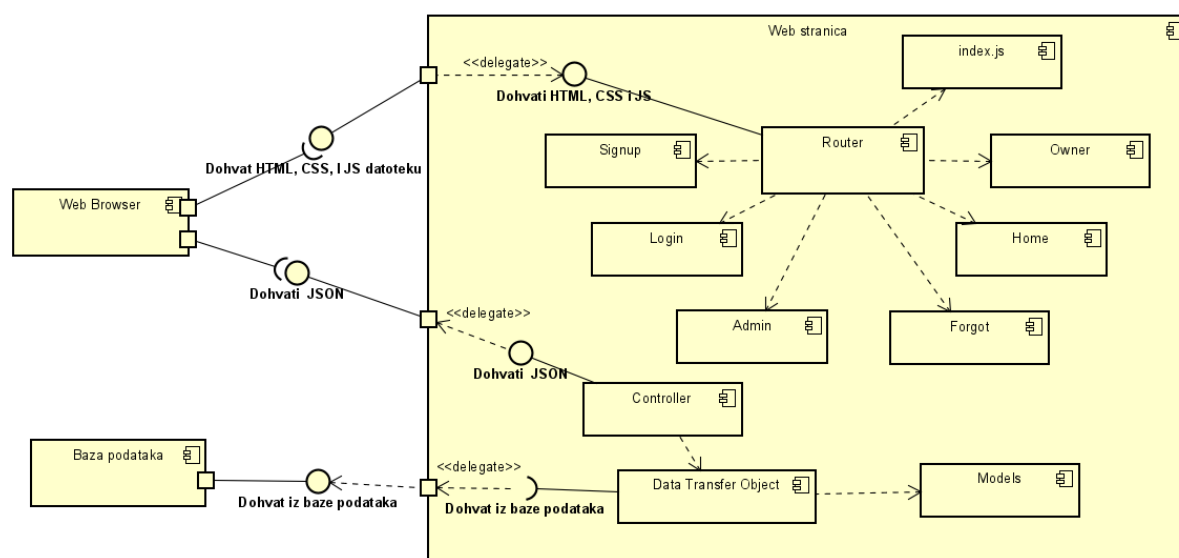 Web stranica
index.js
<<delegate>>
Dohvati HTML, CSS i JS
Signup
Router
Owner
Dohvat HTML, CSS, I JS datoteku
Web Browser
Login
Home
Dohvati JSON
<<delegate>>
Admin
Forgot
Dohvati JSON
Controller
Baza podataka
<<delegate>>
Data Transfer Object
Models
Dohvat iz baze podataka
Dohvat iz baze podataka